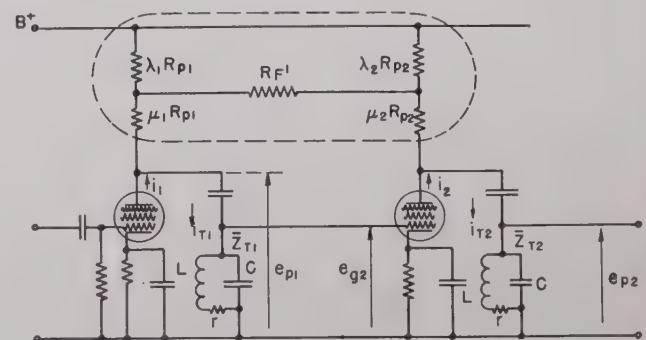 B⁺
λ₁Rp₁
RF'
λ₂Rp₂
μ₁Rp₁
μ₂Rp₂
i₁
i₂
iT₁
Z̄T₁
ep₁
eg₂
iT₂
Z̄T₂
ep₂
L
C
r
L
C
r